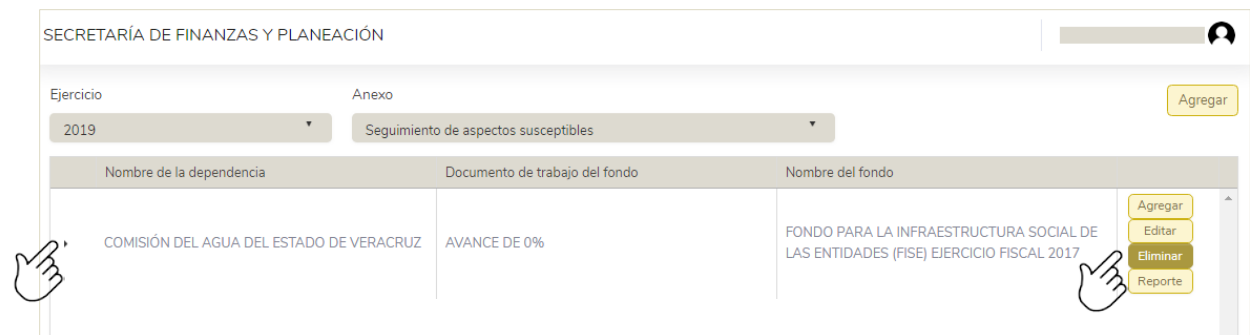 SECRETARÍA DE FINANZAS Y PLANEACIÓN
Ejercicio
Anexo
Agregar
2019
Seguimiento de aspectos susceptibles
Nombre de la dependencia
Documento de trabajo del fondo
Nombre del fondo
COMISIÓN DEL AGUA DEL ESTADO DE VERACRUZ
AVANCE DE 0%
FONDO PARA LA INFRAESTRUCTURA SOCIAL DE
LAS ENTIDADES (FISE) EJERCICIO FISCAL 2017
Agregar
Editar
Eliminar
Reporte